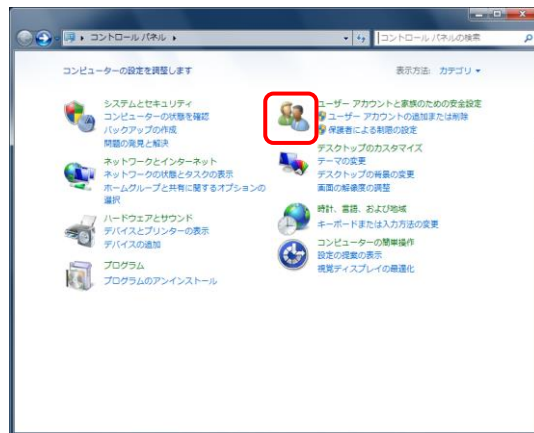 コントロール パネル
コントロール パネルの検索
コンピューターの設定を調整します
表示方法: カテゴリ
システムとセキュリティ
コンピューターの状態を確認
バックアップの作成
問題の発見と解決
ネットワークとインターネット
ネットワークの状態とタスクの表示
ホームグループと共有に関するオプションの
選択
ハードウェアとサウンド
デバイスとプリンターの表示
デバイスの追加
プログラム
プログラムのアンインストール
ユーザー アカウントと家族のための安全設定
ユーザー アカウントの追加または削除
保護者による制限の設定
デスクトップのカスタマイズ
テーマの変更
デスクトップの背景の変更
画面の解像度の調整
時計、言語、および地域
キーボードまたは入力方法の変更
コンピューターの簡単操作
設定の提案の表示
視覚ディスプレイの最適化